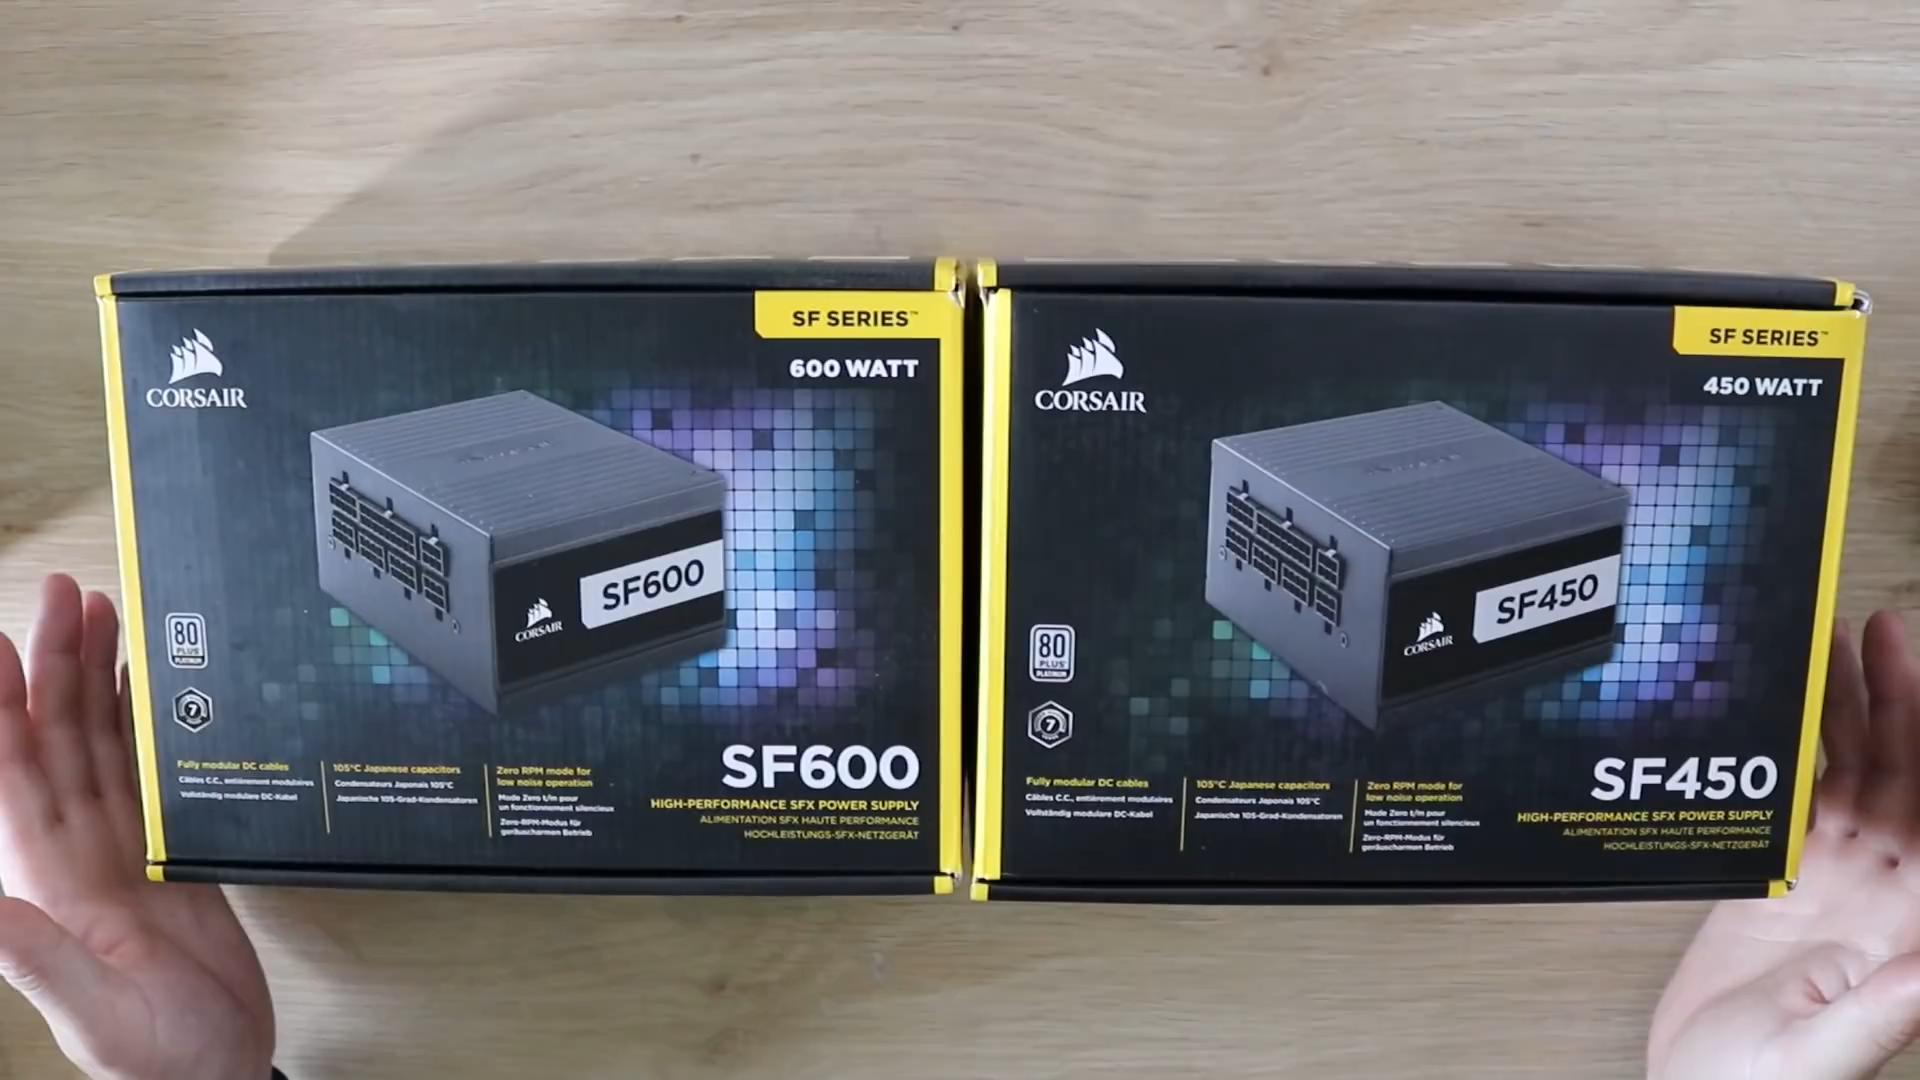 SF SERIES™
600 WATT
CORSAIR
SF600
CORSAIR
80
PLUS
PLATINUM
7
SF600
HIGH-PERFORMANCE SFX POWER SUPPLY
ALIMENTATION SFX HAUTE PERFORMANCE
HOCHLEISTUNGS-SFX-NETZGERÄT
Fully modular DC cables
Câbles C.C., entièrement modulaires
Vollständig modulare DC-Kabel
105°C Japanese capacitors
Condensateurs Japonais 105°C
Japanische 105-Grad-Kondensatoren
Zero RPM mode for
low noise operation
Mode Zero t/m pour
un fonctionnement silencieux
Zero-RPM-Modus für
geräuscharmen Betrieb
SF SERIES™
450 WATT
CORSAIR
SF450
CORSAIR
80
PLUS
PLATINUM
7
SF450
HIGH-PERFORMANCE SFX POWER SUPPLY
ALIMENTATION SFX HAUTE PERFORMANCE
HOCHLEISTUNGS-SFX-NETZGERÄT
Fully modular DC cables
Câbles C.C., entièrement modulaires
Vollständig modulare DC-Kabel
105°C Japanese capacitors
Condensateurs Japonais 105°C
Japanische 105-Grad-Kondensatoren
Zero RPM mode for
low noise operation
Mode Zero t/m pour
un fonctionnement silencieux
Zero-RPM-Modus für
geräuscharmen Betrieb